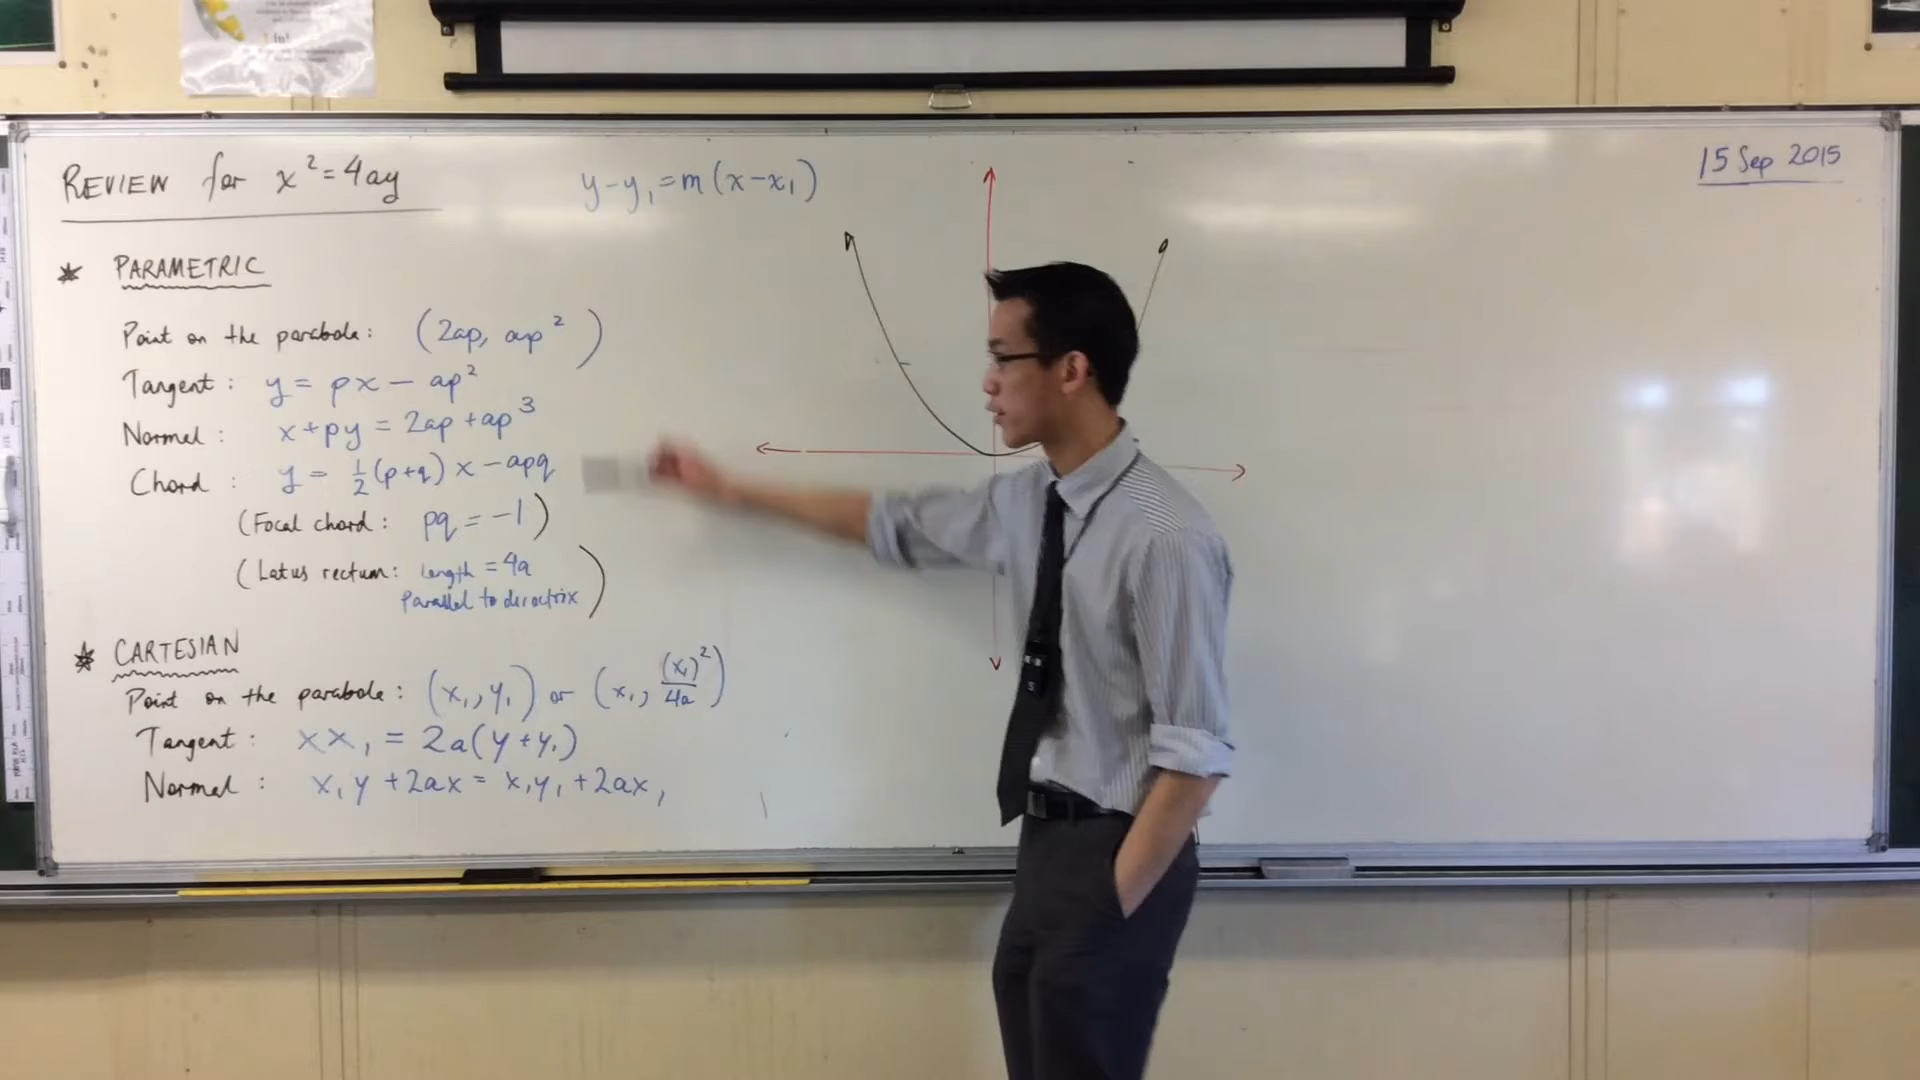 REVIEW for x² = 4ay
y - y₁ = m(x - x₁)
15 Sep 2015
* PARAMETRIC
Point on the parabola: (2ap, ap²)
Tangent: y = px - ap²
Normal: x + py = 2ap + ap³
Chord: y = ½(p+q)x - apq
(Focal chord: pq = -1)
(Latus rectum: length = 4a
Parallel to directrix)
* CARTESIAN
Point on the parabola: (x₁, y₁) or (x₁, (x₁)²/4a)
Tangent: xx₁ = 2a(y + y₁)
Normal: x₁y + 2ax = x₁y₁ + 2ax₁